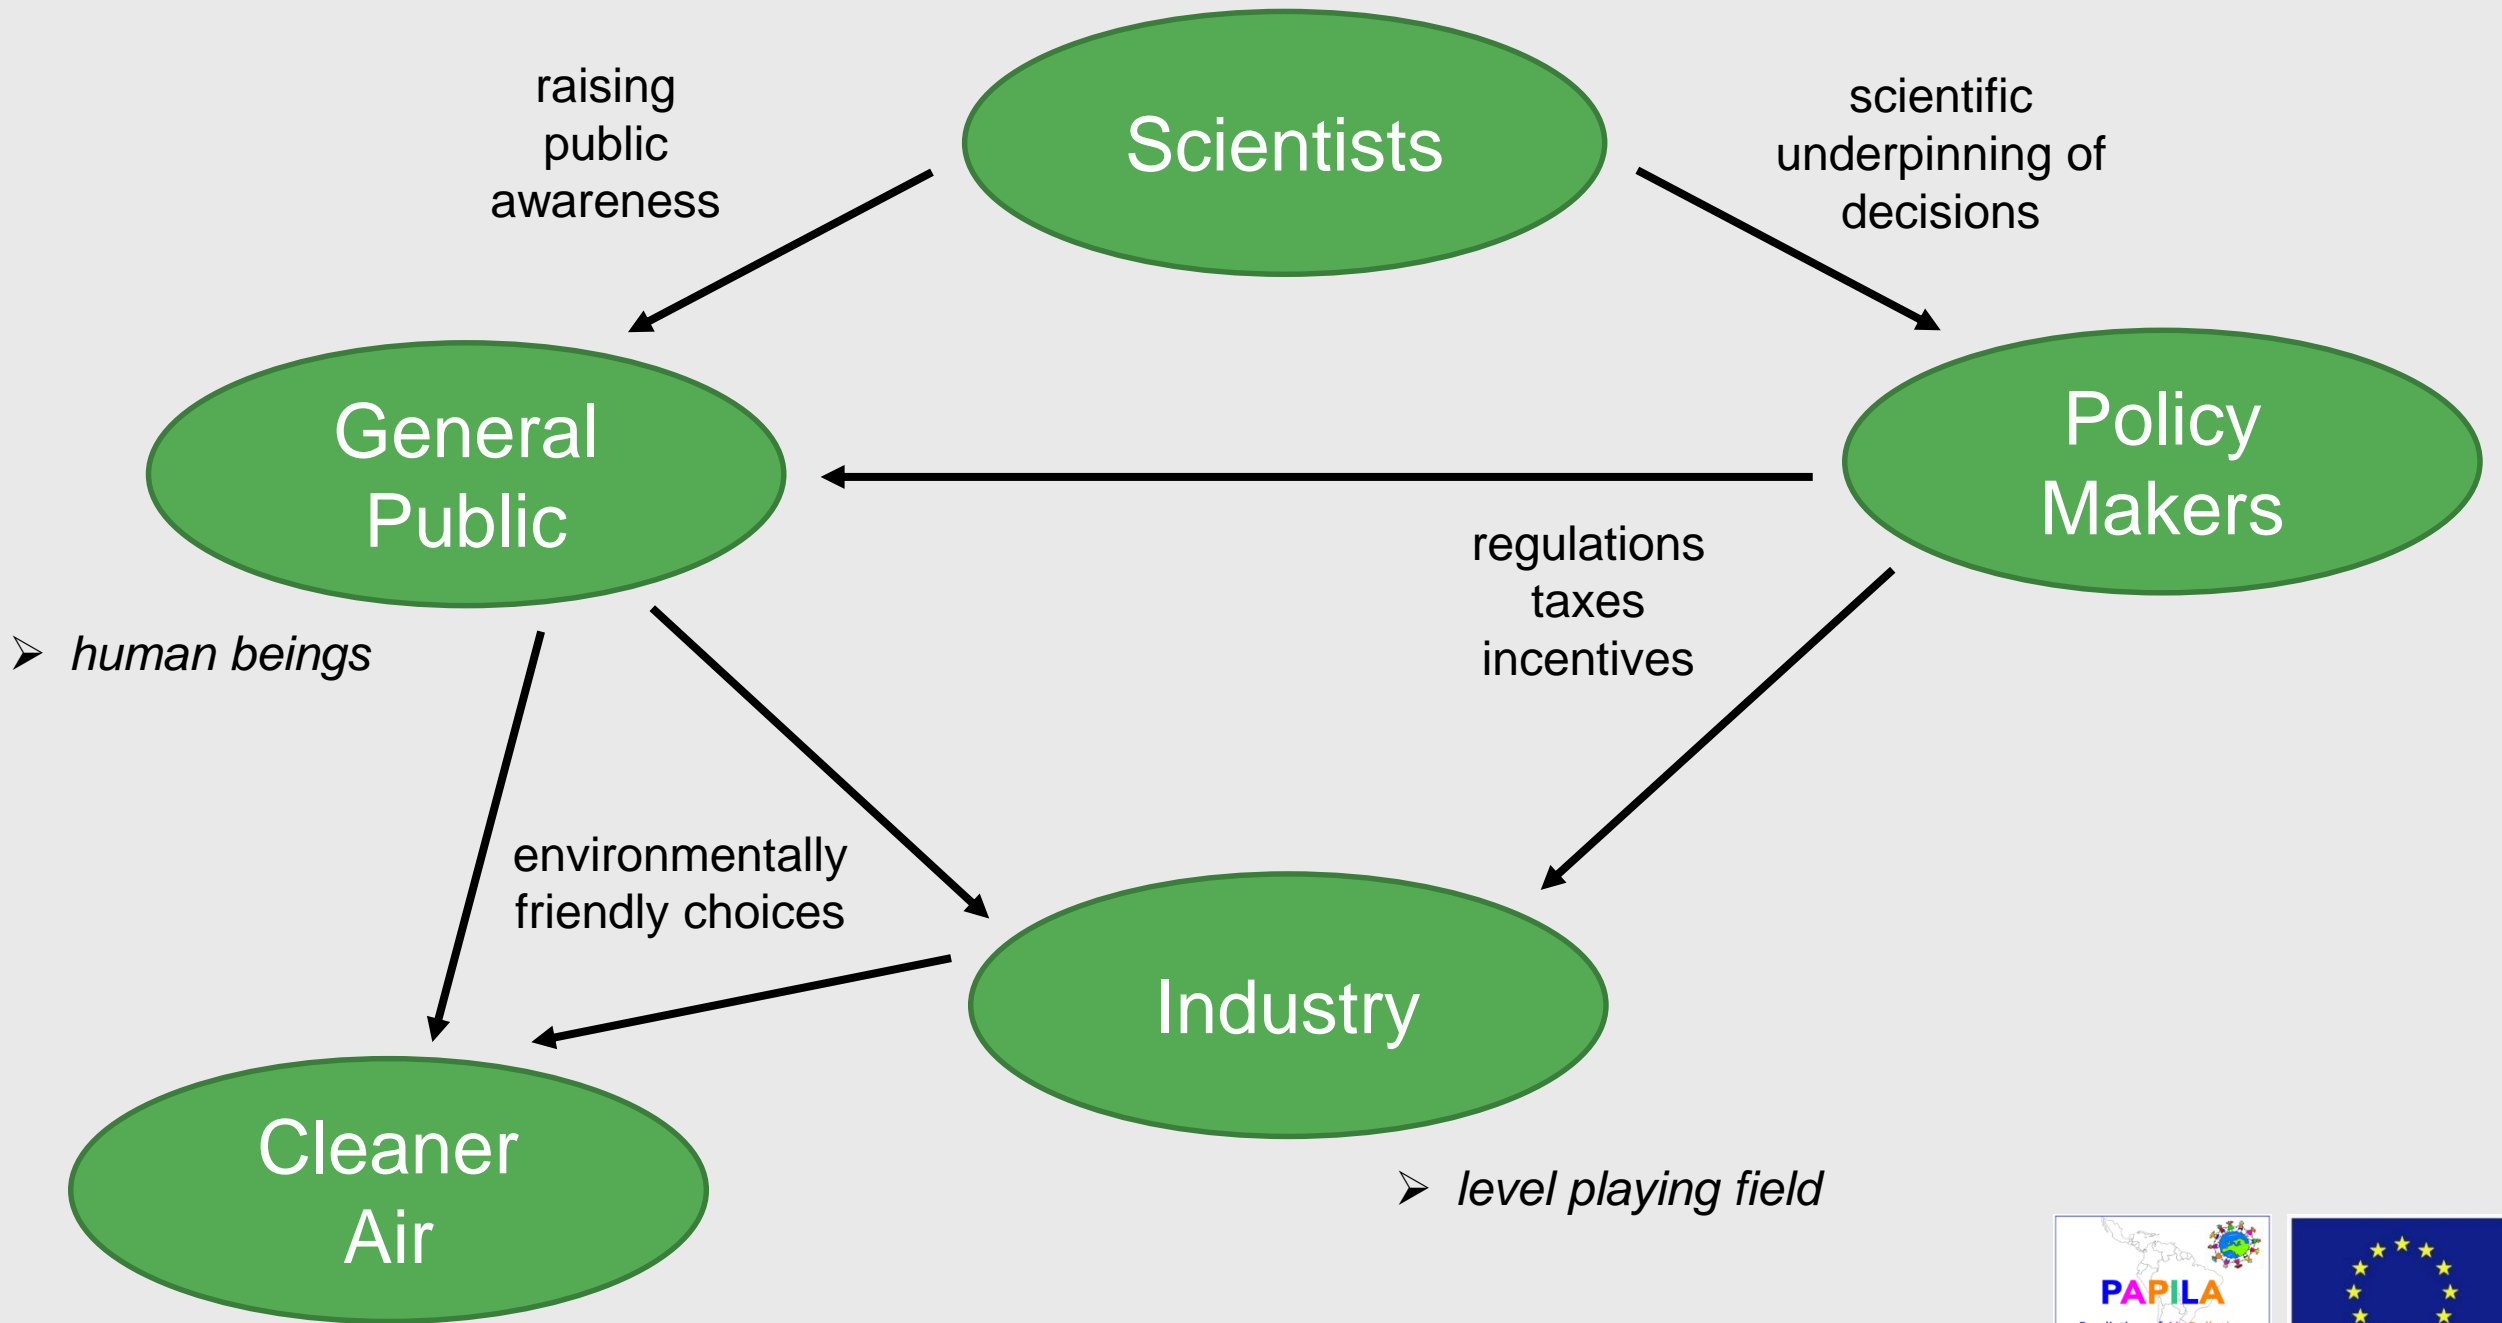 raising
public
awareness
Scientists
scientific
underpinning of
decisions
General
Public
Policy
Makers
regulations
taxes
incentives
➢ human beings
environmentally
friendly choices
Industry
Cleaner
Air
➢ level playing field
PAPILA